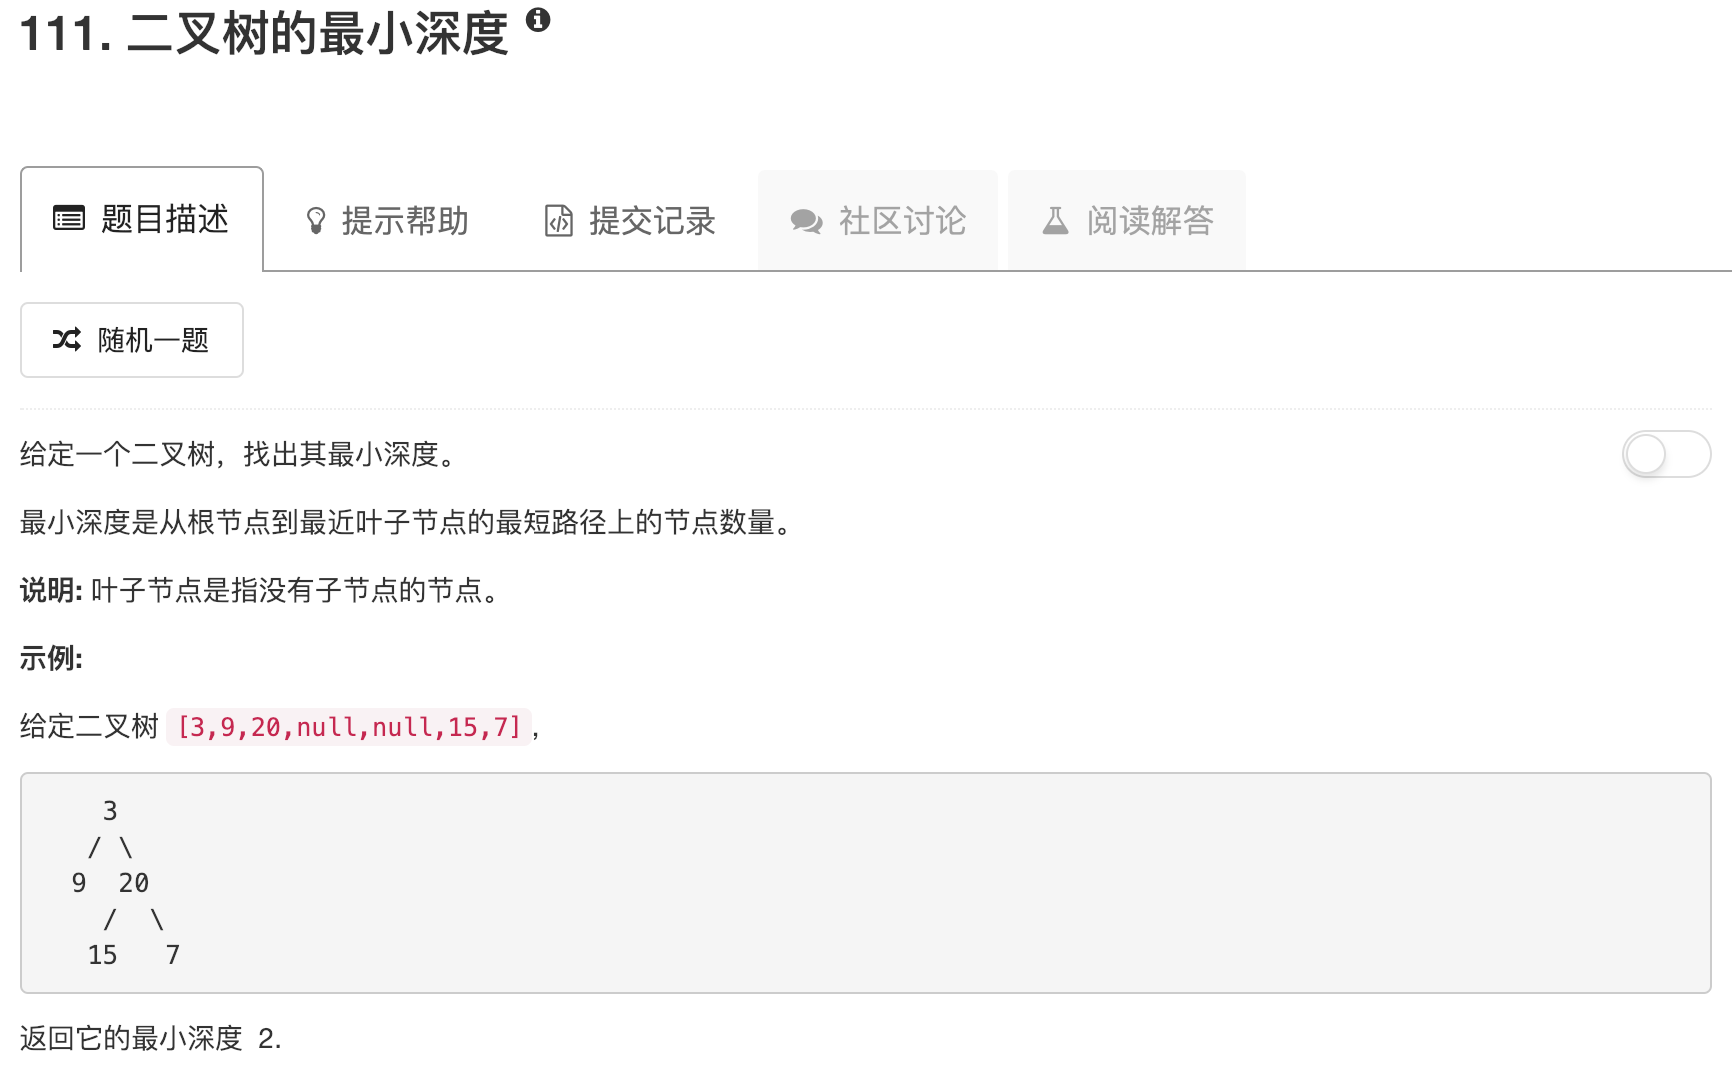 111. 二叉树的最小深度
题目描述 提示帮助 提交记录 社区讨论 阅读解答
随机一题
给定一个二叉树，找出其最小深度。
最小深度是从根节点到最近叶子节点的最短路径上的节点数量。
说明: 叶子节点是指没有子节点的节点。
示例:
给定二叉树 [3,9,20,null,null,15,7],
3
/ \
9 20
/ \
15 7
返回它的最小深度 2.